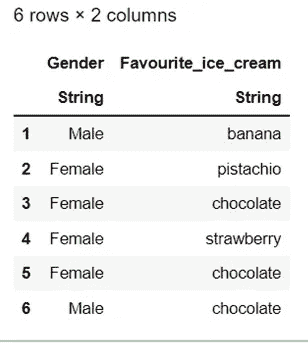 6 rows × 2 columns
Gender Favourite_ice_cream
String String
1 Male banana
2 Female pistachio
3 Female chocolate
4 Female strawberry
5 Female chocolate
6 Male chocolate